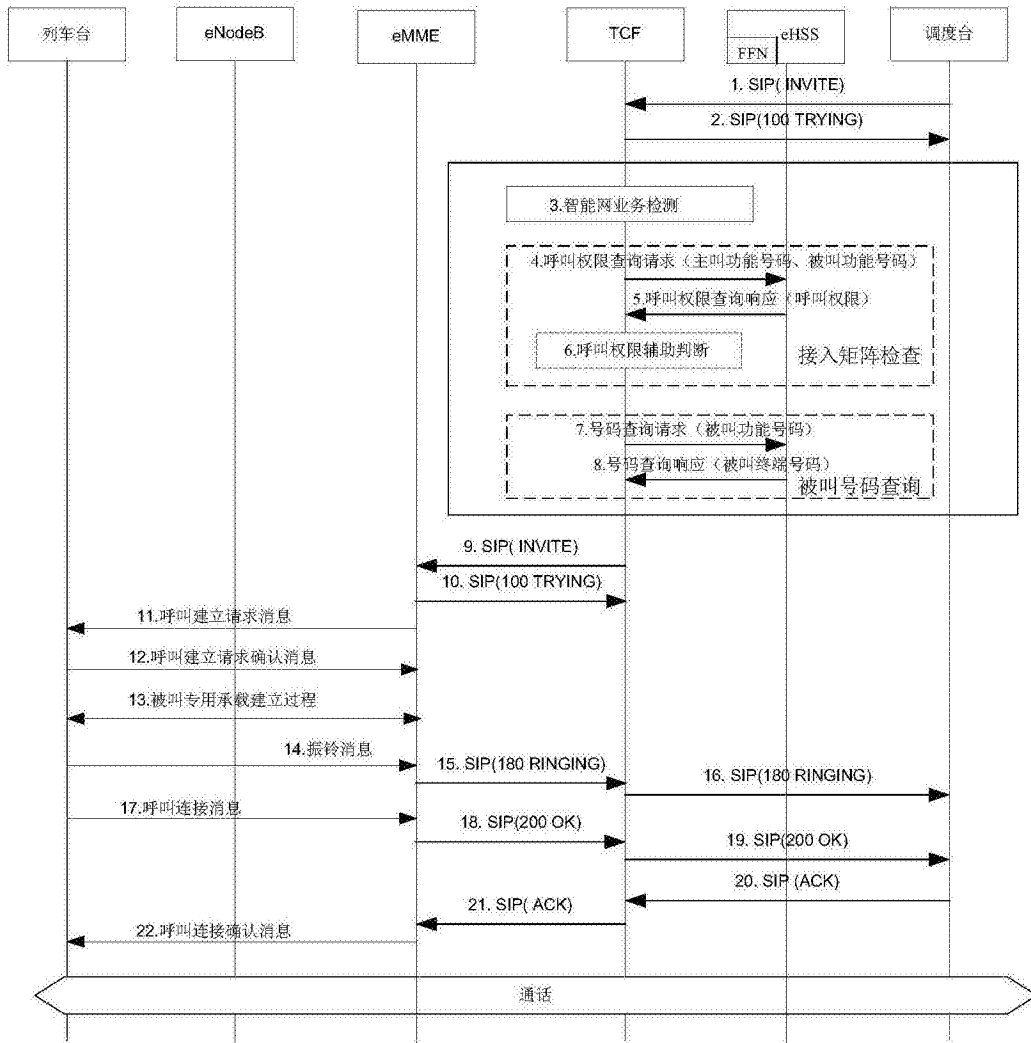 列车台
eNodeB
eMME
TCF
eHSS
FFN
调度台
1. SIP( INVITE)
2. SIP(100 TRYING)
3.智能网业务检测
4.呼叫权限查询请求（主叫功能号码、被叫功能号码）
5.呼叫权限查询响应（呼叫权限）
6.呼叫权限辅助判断
接入矩阵检查
7.号码查询请求（被叫功能号码）
8.号码查询响应（被叫终端号码）
被叫号码查询
9. SIP( INVITE)
10. SIP(100 TRYING)
11.呼叫建立请求消息
12.呼叫建立请求确认消息
13.被叫专用承载建立过程
14.振铃消息
15. SIP(180 RINGING)
16. SIP(180 RINGING)
17.呼叫连接消息
18. SIP(200 OK)
19. SIP(200 OK)
20. SIP (ACK)
21. SIP( ACK)
22.呼叫连接确认消息
通话